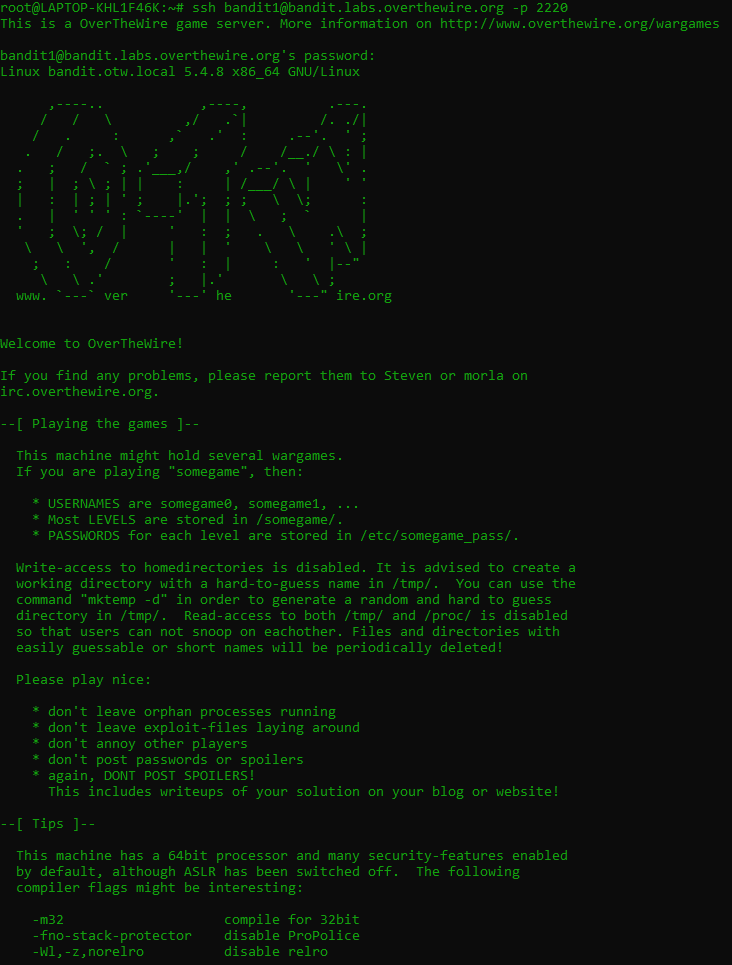 root@LAPTOP-KHL1F46K:~# ssh bandit1@bandit.labs.overthewire.org -p 2220
This is a OverTheWire game server. More information on http://www.overthewire.org/wargames
bandit1@bandit.labs.overthewire.org's password:
Linux bandit.otw.local 5.4.8 x86_64 GNU/Linux
www. `---` ver     '---' he       '---" ire.org
Welcome to OverTheWire!
If you find any problems, please report them to Steven or morla on
irc.overthewire.org.
--[ Playing the games ]--
This machine might hold several wargames.
If you are playing "somegame", then:
* USERNAMES are somegame0, somegame1, ...
* Most LEVELS are stored in /somegame/.
* PASSWORDS for each level are stored in /etc/somegame_pass/.
Write-access to homedirectories is disabled. It is advised to create a
working directory with a hard-to-guess name in /tmp/.  You can use the
command "mktemp -d" in order to generate a random and hard to guess
directory in /tmp/.  Read-access to both /tmp/ and /proc/ is disabled
so that users can not snoop on eachother. Files and directories with
easily guessable or short names will be periodically deleted!
Please play nice:
* don't leave orphan processes running
* don't leave exploit-files laying around
* don't annoy other players
* don't post passwords or spoilers
* again, DONT POST SPOILERS!
This includes writeups of your solution on your blog or website!
--[ Tips ]--
This machine has a 64bit processor and many security-features enabled
by default, although ASLR has been switched off.  The following
compiler flags might be interesting:
-m32                    compile for 32bit
-fno-stack-protector    disable ProPolice
-Wl,-z,norelro          disable relro